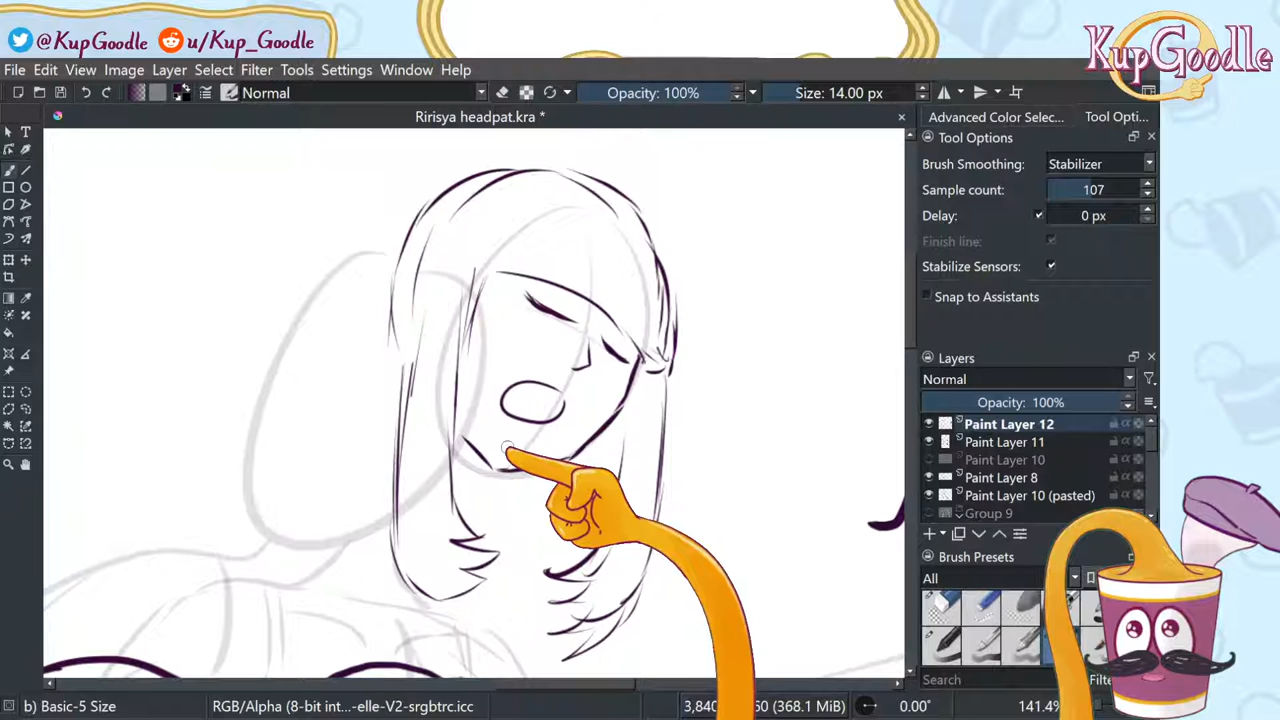 @KupGoodle u/Kup_Goodle
KupGoodle
File Edit View Image Layer Select Filter Tools Settings Window Help
Normal
Opacity: 100%
Size: 14.00 px
Ririsya headpat.kra *
Advanced Color Selec... Tool Opti...
Tool Options
Brush Smoothing: Stabilizer
Sample count: 107
Delay: 0 px
Finish line:
Stabilize Sensors:
Snap to Assistants
Layers
Normal
Opacity: 100%
Paint Layer 12
Paint Layer 11
Paint Layer 10
Paint Layer 8
Paint Layer 10 (pasted)
Group 9
Brush Presets
All
Search
b) Basic-5 Size RGB/Alpha (8-bit int...-elle-V2-srgbtrc.icc 0.00° 141.4%